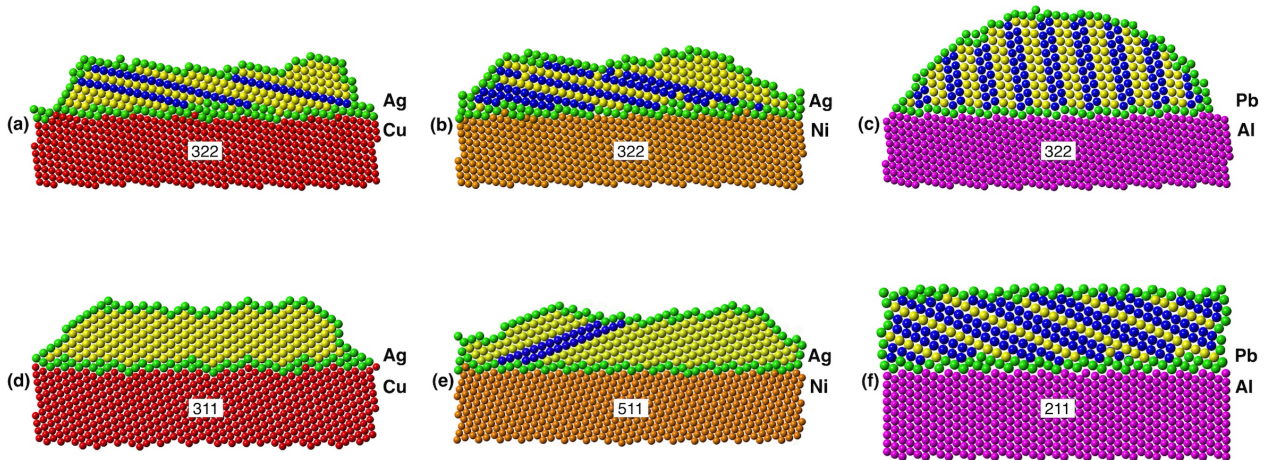 (a)
Ag
Cu
322
(b)
Ag
Ni
322
(c)
Pb
Al
322
(d)
Ag
Cu
311
(e)
Ag
Ni
511
(f)
Pb
Al
211